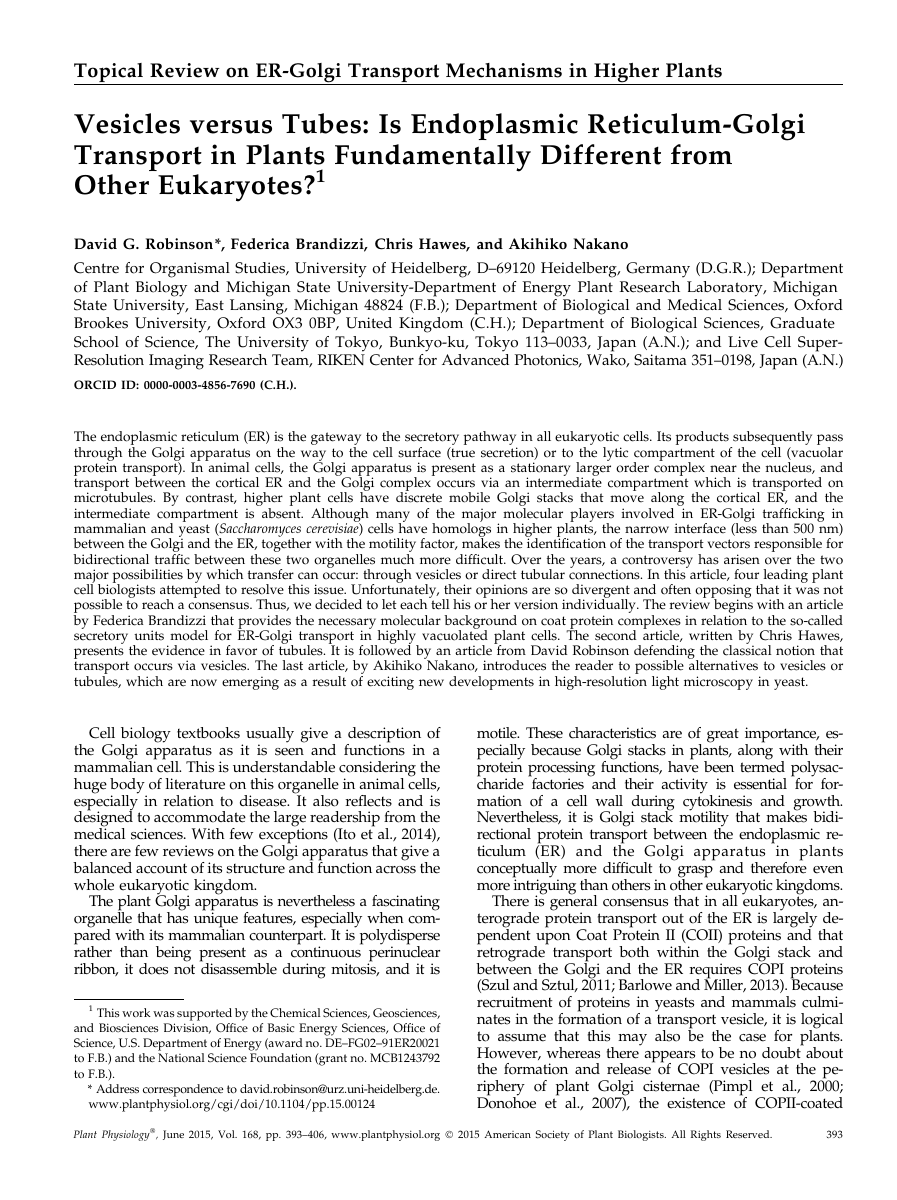 Topical Review on ER-Golgi Transport Mechanisms in Higher Plants
Vesicles versus Tubes: Is Endoplasmic Reticulum-Golgi
Transport in Plants Fundamentally Different from
Other Eukaryotes?1
David G. Robinson*, Federica Brandizzi, Chris Hawes, and Akihiko Nakano
Centre for Organismal Studies, University of Heidelberg, D–69120 Heidelberg, Germany (D.G.R.); Department
of Plant Biology and Michigan State University-Department of Energy Plant Research Laboratory, Michigan
State University, East Lansing, Michigan 48824 (F.B.); Department of Biological and Medical Sciences, Oxford
Brookes University, Oxford OX3 0BP, United Kingdom (C.H.); Department of Biological Sciences, Graduate
School of Science, The University of Tokyo, Bunkyo-ku, Tokyo 113–0033, Japan (A.N.); and Live Cell Super-
Resolution Imaging Research Team, RIKEN Center for Advanced Photonics, Wako, Saitama 351–0198, Japan (A.N.)
ORCID ID: 0000-0003-4856-7690 (C.H.).
The endoplasmic reticulum (ER) is the gateway to the secretory pathway in all eukaryotic cells. Its products subsequently pass
through the Golgi apparatus on the way to the cell surface (true secretion) or to the lytic compartment of the cell (vacuolar
protein transport). In animal cells, the Golgi apparatus is present as a stationary larger order complex near the nucleus, and
transport between the cortical ER and the Golgi complex occurs via an intermediate compartment which is transported on
microtubules. By contrast, higher plant cells have discrete mobile Golgi stacks that move along the cortical ER, and the
intermediate compartment is absent. Although many of the major molecular players involved in ER-Golgi trafficking in
mammalian and yeast (Saccharomyces cerevisiae) cells have homologs in higher plants, the narrow interface (less than 500 nm)
between the Golgi and the ER, together with the motility factor, makes the identification of the transport vectors responsible for
bidirectional traffic between these two organelles much more difficult. Over the years, a controversy has arisen over the two
major possibilities by which transfer can occur: through vesicles or direct tubular connections. In this article, four leading plant
cell biologists attempted to resolve this issue. Unfortunately, their opinions are so divergent and often opposing that it was not
possible to reach a consensus. Thus, we decided to let each tell his or her version individually. The review begins with an article
by Federica Brandizzi that provides the necessary molecular background on coat protein complexes in relation to the so-called
secretory units model for ER-Golgi transport in highly vacuolated plant cells. The second article, written by Chris Hawes,
presents the evidence in favor of tubules. It is followed by an article from David Robinson defending the classical notion that
transport occurs via vesicles. The last article, by Akihiko Nakano, introduces the reader to possible alternatives to vesicles or
tubules, which are now emerging as a result of exciting new developments in high-resolution light microscopy in yeast.
Cell biology textbooks usually give a description of
the Golgi apparatus as it is seen and functions in a
mammalian cell. This is understandable considering the
huge body of literature on this organelle in animal cells,
especially in relation to disease. It also reflects and is
designed to accommodate the large readership from the
medical sciences. With few exceptions (Ito et al., 2014),
there are few reviews on the Golgi apparatus that give a
balanced account of its structure and function across the
whole eukaryotic kingdom.
The plant Golgi apparatus is nevertheless a fascinating
organelle that has unique features, especially when com-
pared with its mammalian counterpart. It is polydisperse
rather than being present as a continuous perinuclear
ribbon, it does not disassemble during mitosis, and it is
1 This work was supported by the Chemical Sciences, Geosciences,
and Biosciences Division, Office of Basic Energy Sciences, Office of
Science, U.S. Department of Energy (award no. DE–FG02–91ER20021
to F.B.) and the National Science Foundation (grant no. MCB1243792
to F.B.).
* Address correspondence to david.robinson@urz.uni-heidelberg.de.
www.plantphysiol.org/cgi/doi/10.1104/pp.15.00124
motile. These characteristics are of great importance, es-
pecially because Golgi stacks in plants, along with their
protein processing functions, have been termed polysac-
charide factories and their activity is essential for for-
mation of a cell wall during cytokinesis and growth.
Nevertheless, it is Golgi stack motility that makes bidi-
rectional protein transport between the endoplasmic re-
ticulum (ER) and the Golgi apparatus in plants
conceptually more difficult to grasp and therefore even
more intriguing than others in other eukaryotic kingdoms.
There is general consensus that in all eukaryotes, an-
terograde protein transport out of the ER is largely de-
pendent upon Coat Protein II (COII) proteins and that
retrograde transport both within the Golgi stack and
between the Golgi and the ER requires COPI proteins
(Szul and Sztul, 2011; Barlowe and Miller, 2013). Because
recruitment of proteins in yeasts and mammals culmi-
nates in the formation of a transport vesicle, it is logical
to assume that this may also be the case for plants.
However, whereas there appears to be no doubt about
the formation and release of COPI vesicles at the pe-
riphery of plant Golgi cisternae (Pimpl et al., 2000;
Donohoe et al., 2007), the existence of COPII-coated
Plant Physiology®, June 2015, Vol. 168, pp. 393–406, www.plantphysiol.org © 2015 American Society of Plant Biologists. All Rights Reserved. 393